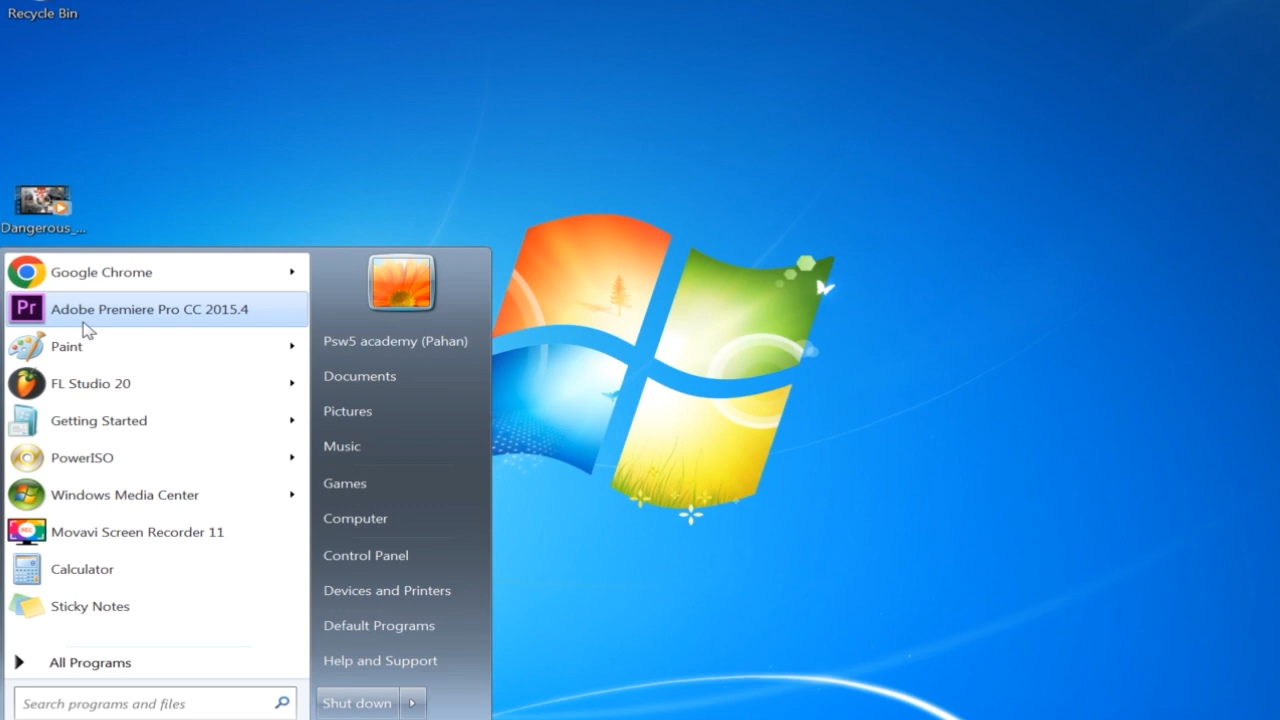 Recycle Bin
Dangerous_...
Google Chrome
Pr Adobe Premiere Pro CC 2015.4
Paint
FL Studio 20
Getting Started
PowerISO
Windows Media Center
REC Movavi Screen Recorder 11
Calculator
Sticky Notes
All Programs
Search programs and files
Psw5 academy (Pahan)
Documents
Pictures
Music
Games
Computer
Control Panel
Devices and Printers
Default Programs
Help and Support
Shut down